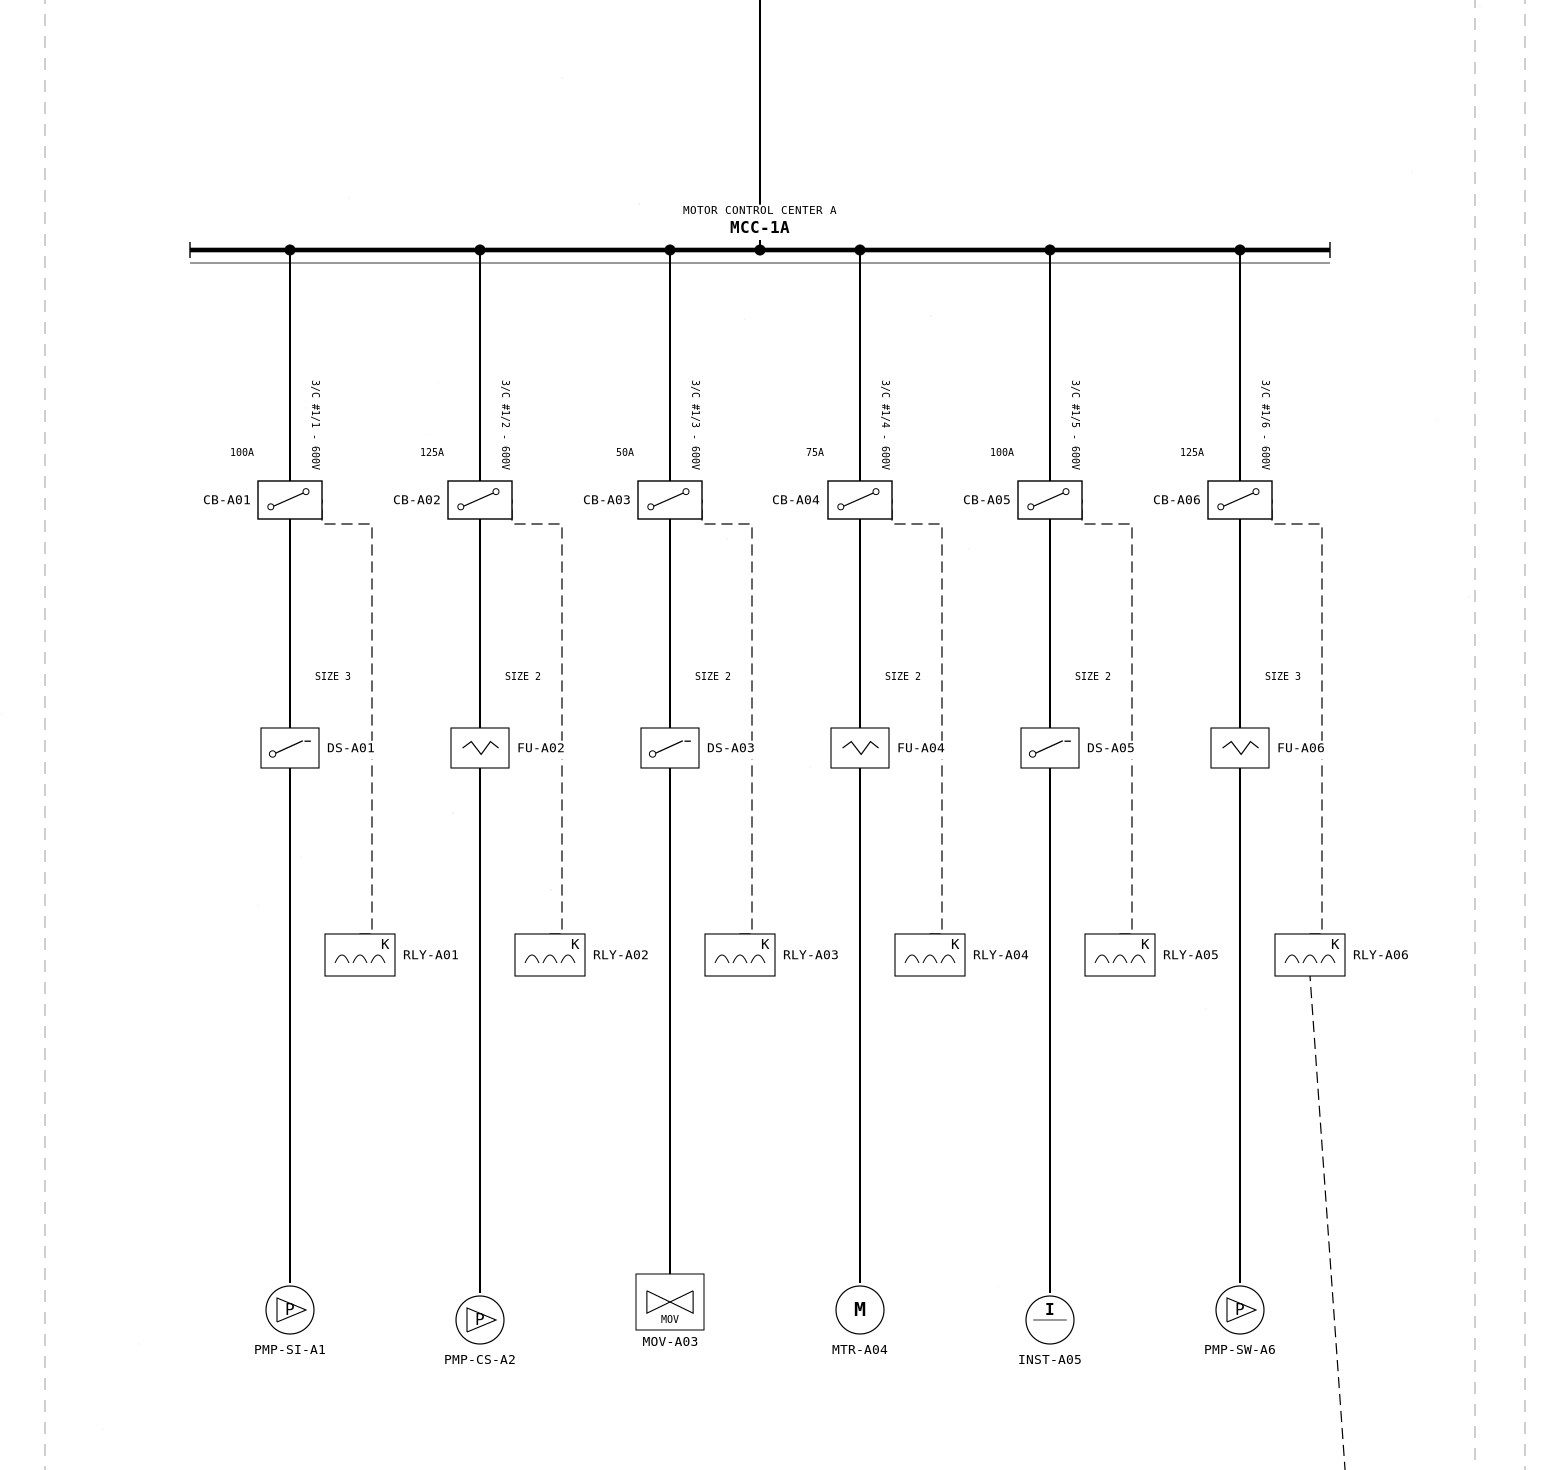 MOTOR CONTROL CENTER A
MCC-1A
3/C #1/1 - 600V
3/C #1/2 - 600V
3/C #1/3 - 600V
3/C #1/4 - 600V
3/C #1/5 - 600V
3/C #1/6 - 600V
100A
125A
50A
75A
100A
125A
CB-A01
CB-A02
CB-A03
CB-A04
CB-A05
CB-A06
SIZE 3
SIZE 2
SIZE 2
SIZE 2
SIZE 2
SIZE 3
DS-A01
FU-A02
DS-A03
FU-A04
DS-A05
FU-A06
K
K
K
K
K
K
RLY-A01
RLY-A02
RLY-A03
RLY-A04
RLY-A05
RLY-A06
P
P
MOV
M
I
P
PMP-SI-A1
PMP-CS-A2
MOV-A03
MTR-A04
INST-A05
PMP-SW-A6